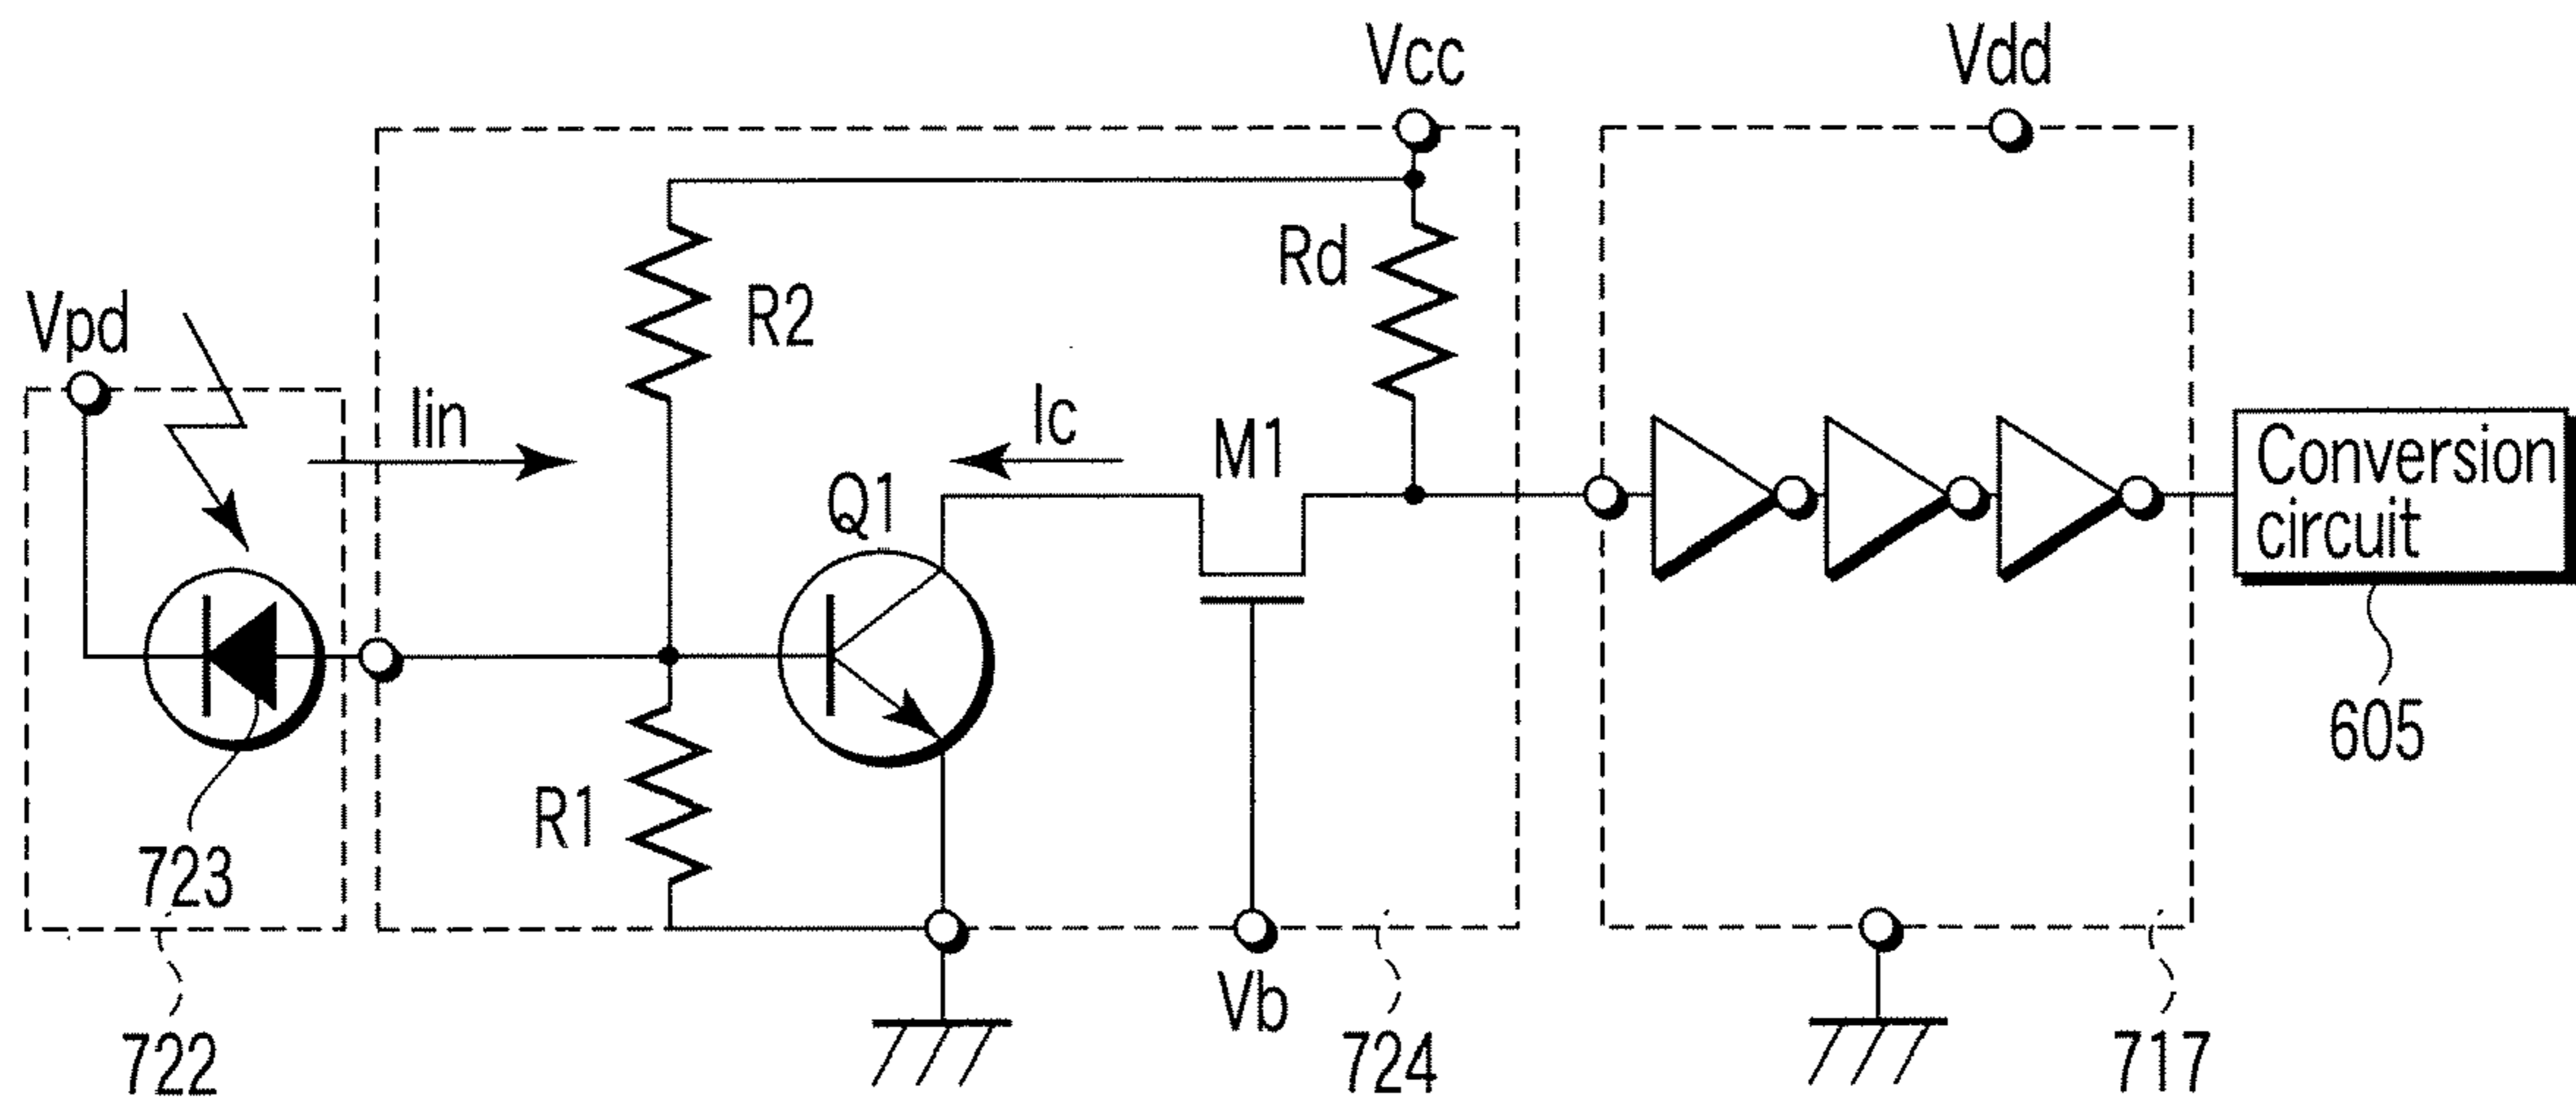 Vcc
Vdd
Rd
R2
Vpd
Iin
Ic
M1
Q1
Conversion
circuit
605
R1
723
Vb
722
724
717